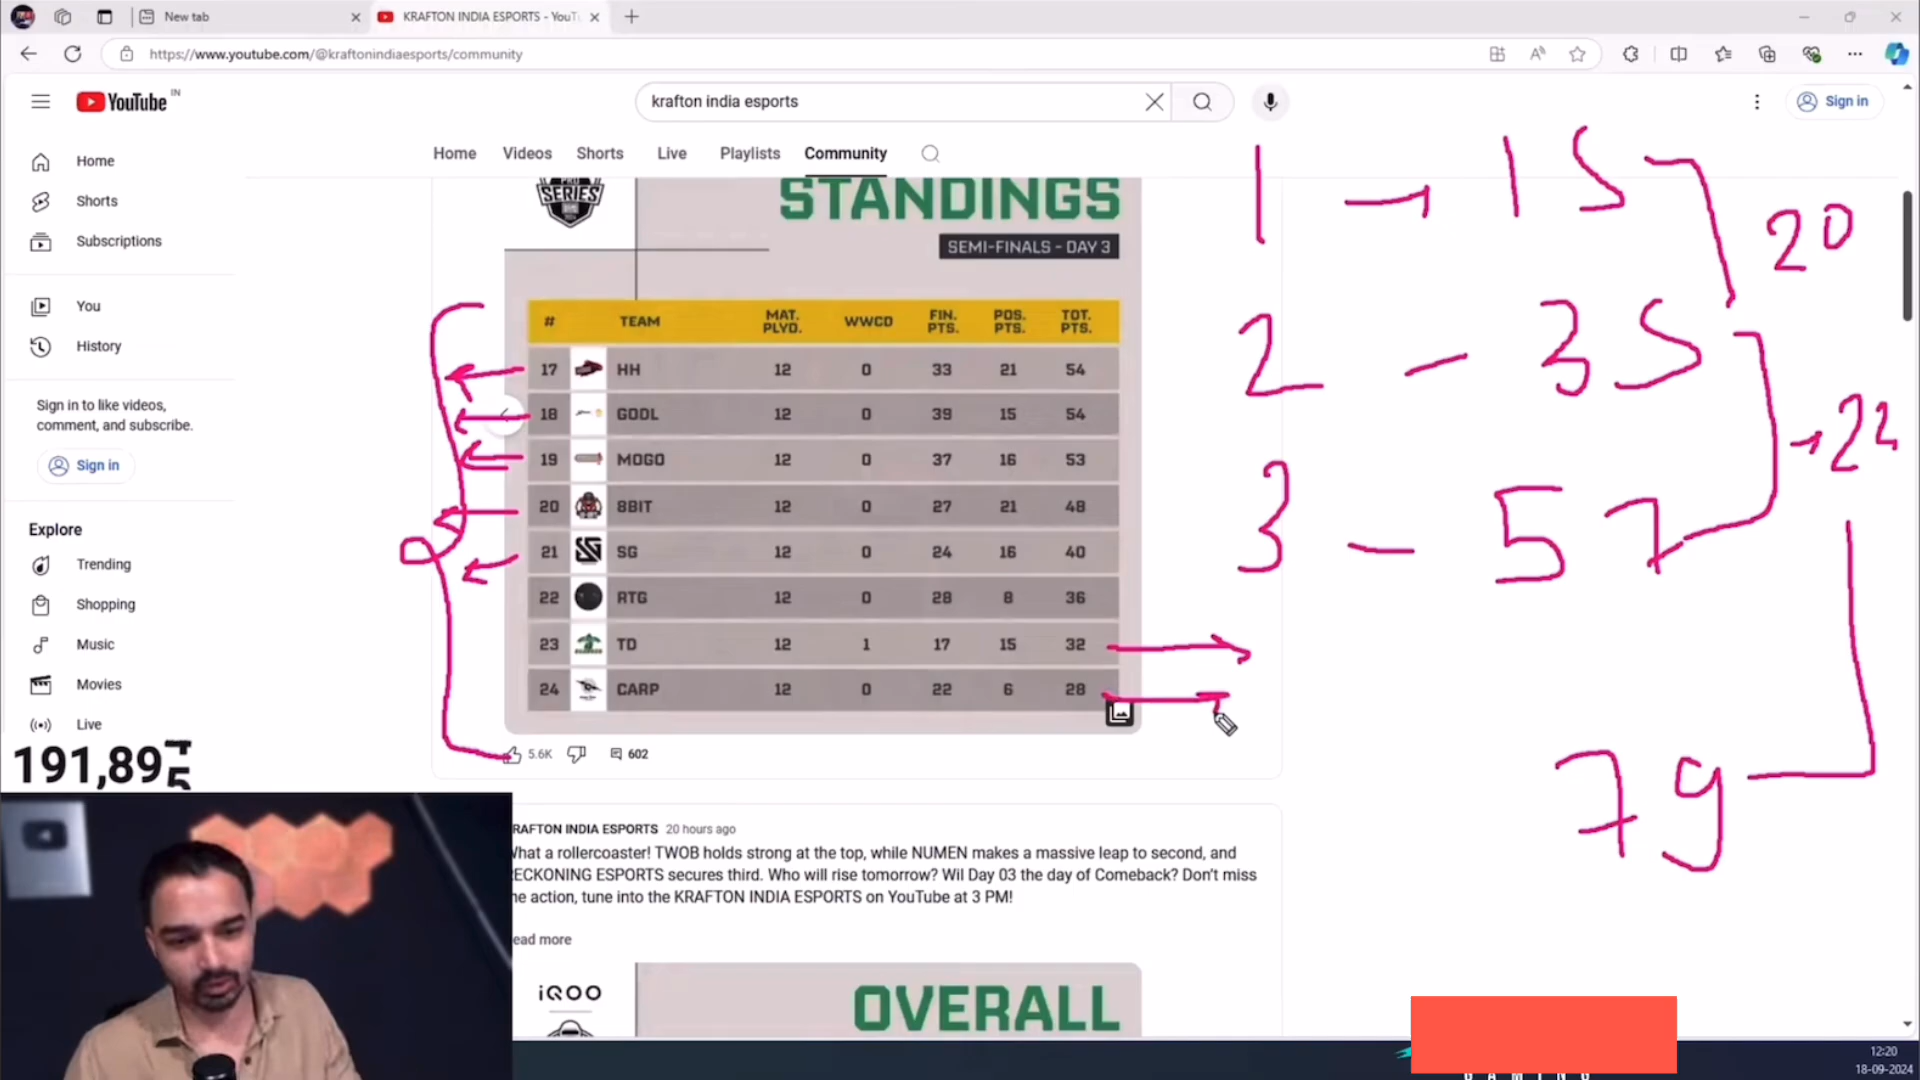 New tab
KRAFTON INDIA ESPORTS - YouT
https://www.youtube.com/@kraftonindiaesports/community
YouTube IN
krafton india esports
Sign in
Home Videos Shorts Live Playlists Community
Home
Shorts
Subscriptions
You
History
Sign in to like videos,
comment, and subscribe.
Sign in
Explore
Trending
Shopping
Music
Movies
Live
PRO
SERIES
STANDINGS
SEMI-FINALS - DAY 3
# TEAM MAT. PLYD. WWCD FIN. PTS. POS. PTS. TOT. PTS.
17 HH 12 0 33 21 54
18 GODL 12 0 39 15 54
19 MOGO 12 0 37 16 53
20 8BIT 12 0 27 21 48
21 SG 12 0 24 16 40
22 RTG 12 0 28 8 36
23 TD 12 1 17 15 32
24 CARP 12 0 22 6 28
5.6K 602
RAFTON INDIA ESPORTS 20 hours ago
What a rollercoaster! TWOB holds strong at the top, while NUMEN makes a massive leap to second, and
ECKONING ESPORTS secures third. Who will rise tomorrow? Wil Day 03 the day of Comeback? Don't miss
he action, tune into the KRAFTON INDIA ESPORTS on YouTube at 3 PM!
ead more
iQOO
OVERALL
1 - 15
20
2 - 35
22
3 - 57
79
GAMING
12:20
18-09-2024